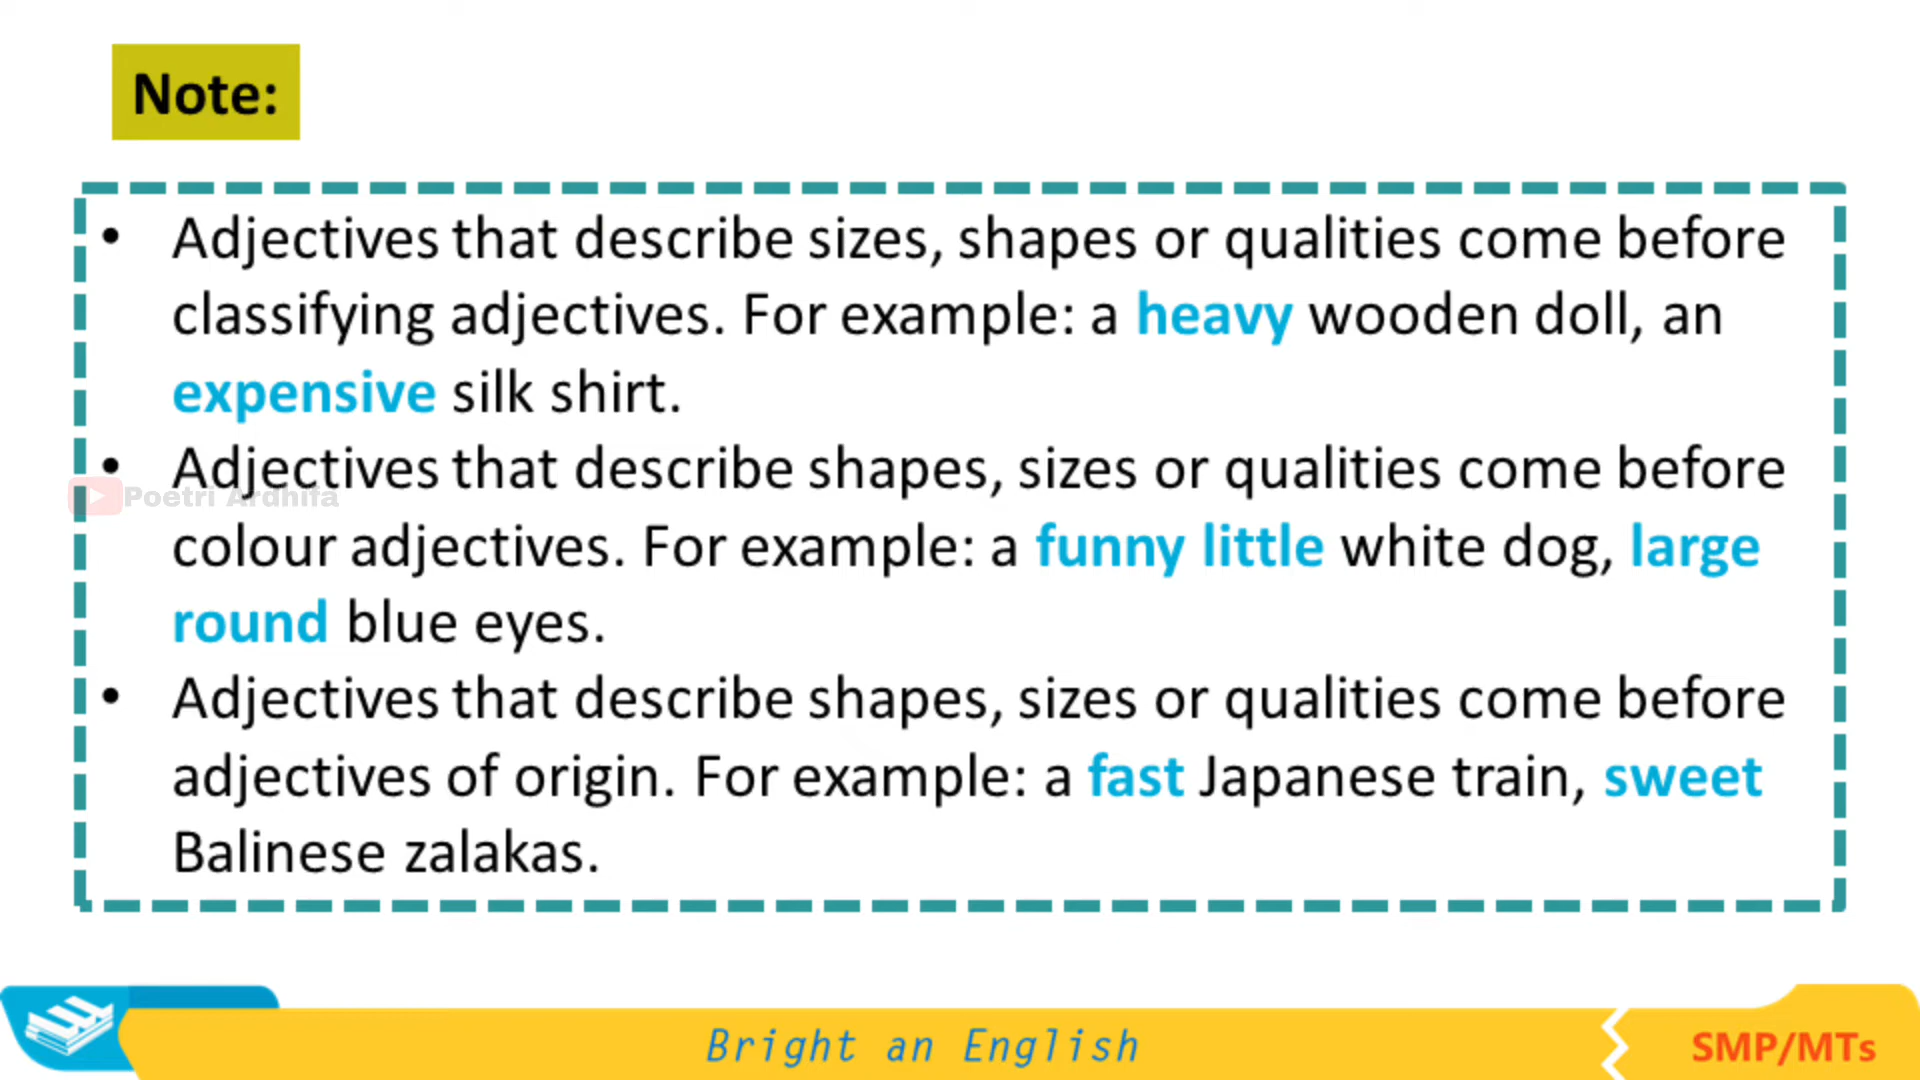 Note:
• Adjectives that describe sizes, shapes or qualities come before
classifying adjectives. For example: a heavy wooden doll, an
expensive silk shirt.
• Adjectives that describe shapes, sizes or qualities come before
Poetri Ardhifa
colour adjectives. For example: a funny little white dog, large
round blue eyes.
• Adjectives that describe shapes, sizes or qualities come before
adjectives of origin. For example: a fast Japanese train, sweet
Balinese zalakas.
Bright an English
SMP/MTs